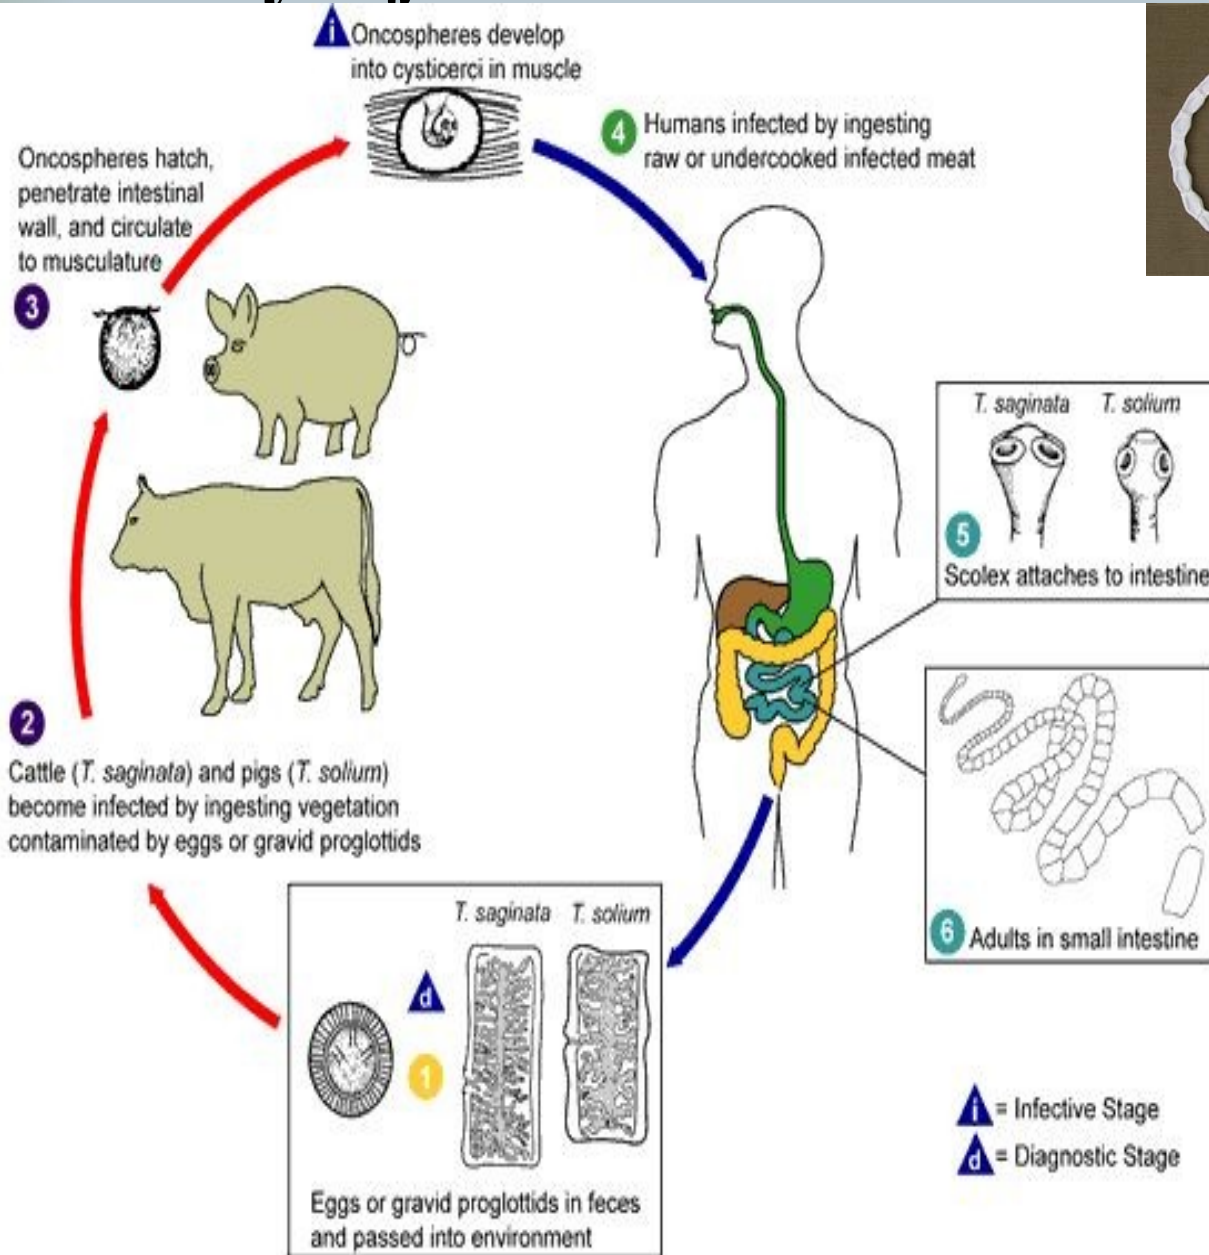 i Oncospheres develop
into cysticerci in muscle
4 Humans infected by ingesting
raw or undercooked infected meat
Oncospheres hatch,
penetrate intestinal
wall, and circulate
to musculature
3
T. saginata T. solium
5
Scolex attaches to intestine
2
Cattle (T. saginata) and pigs (T. solium)
become infected by ingesting vegetation
contaminated by eggs or gravid proglottids
6 Adults in small intestine
T. saginata T. solium
d
1
Eggs or gravid proglottids in feces
and passed into environment
i = Infective Stage
d = Diagnostic Stage